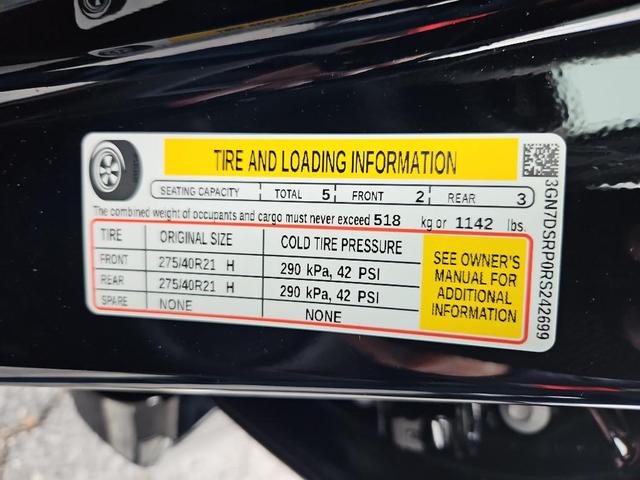 TIRE AND LOADING INFORMATION
SEATING CAPACITY TOTAL 5 FRONT 2 REAR 3
The combined weight of occupants and cargo must never exceed 518 kg or 1142 lbs.
TIRE ORIGINAL SIZE COLD TIRE PRESSURE
FRONT 275/40R21 H 290 kPa, 42 PSI
REAR 275/40R21 H 290 kPa, 42 PSI
SPARE NONE NONE
SEE OWNER'S
MANUAL FOR
ADDITIONAL
INFORMATION
3GN7DSRP0RS242699